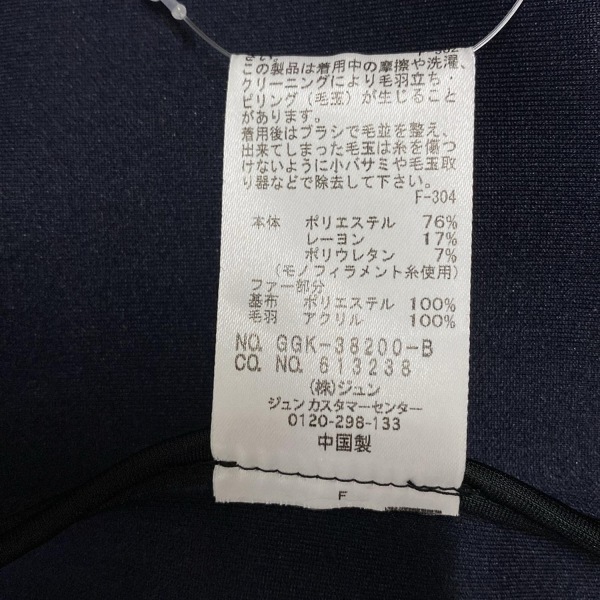 F-302
この製品は着用中の摩擦や洗濯、
クリーニングにより毛羽立ち・
ピリング（毛玉）が生じること
があります。
着用後はブラシで毛並を整え、
出来てしまった毛玉は糸を傷つ
けないように小バサミや毛玉取
り器などで除去して下さい。
F-304
本体 ポリエステル 76%
レーヨン 17%
ポリウレタン 7%
（モノフィラメント糸使用）
ファー部分
基布 ポリエステル 100%
毛羽 アクリル 100%
NO. GGK-38200-B
CO. NO. 613238
(株)ジュン
ジュン カスタマーセンター
0120-298-133
中国製
F